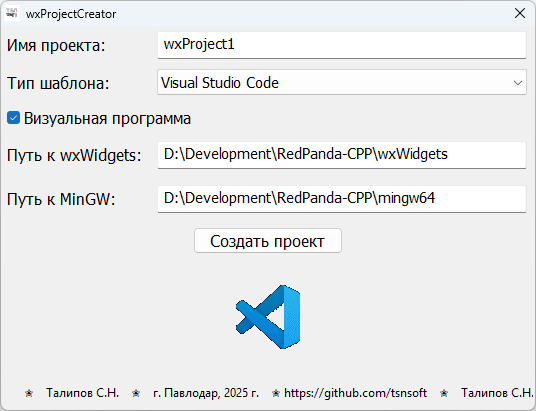 wxProjectCreator
Имя проекта: wxProject1
Тип шаблона: Visual Studio Code
Визуальная программа
Путь к wxWidgets: D:\Development\RedPanda-CPP\wxWidgets
Путь к MinGW: D:\Development\RedPanda-CPP\mingw64
Создать проект
❀ Талипов С.Н. ❀ г. Павлодар, 2025 г. ❀ https://github.com/tsnsoft ❀ Талипов С.Н.